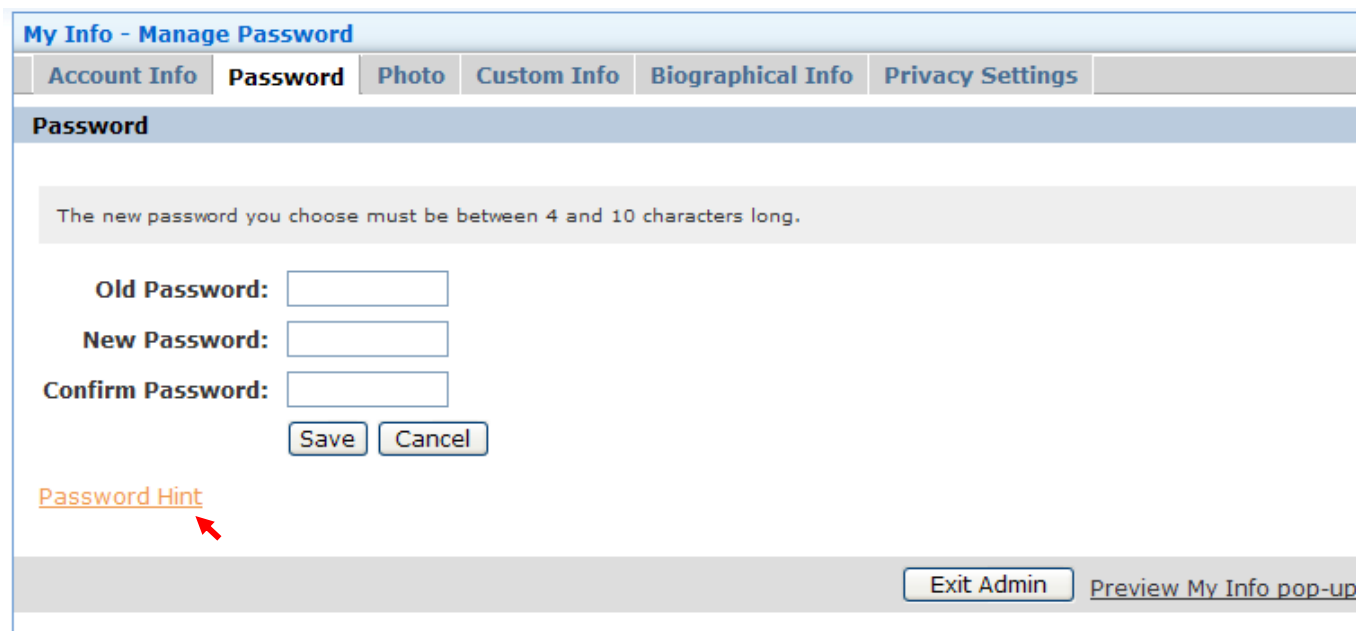 My Info - Manage Password
Account Info Password Photo Custom Info Biographical Info Privacy Settings
Password
The new password you choose must be between 4 and 10 characters long.
Old Password:
New Password:
Confirm Password:
Save Cancel
Password Hint
Exit Admin Preview My Info pop-up